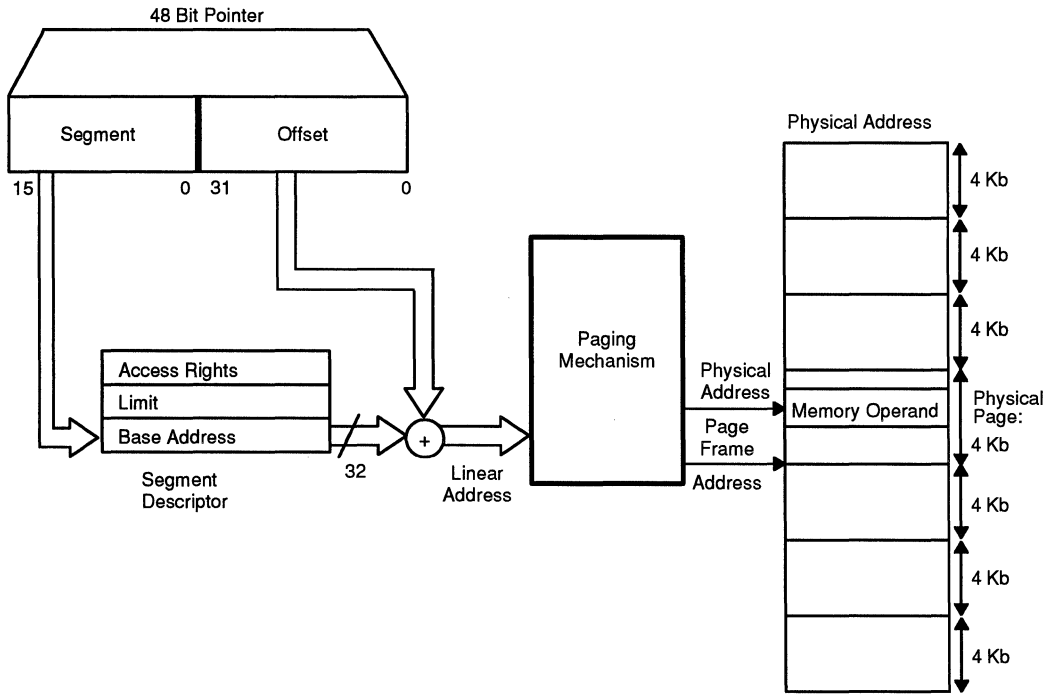 48 Bit Pointer
Segment
Offset
15
0
31
0
Physical Address
4 Kb
4 Kb
4 Kb
Paging
Mechanism
Access Rights
Limit
Base Address
32
Segment
Descriptor
+
Linear
Address
Physical
Address
Page
Frame
Address
Memory Operand
Physical
Page:
4 Kb
4 Kb
4 Kb
4 Kb